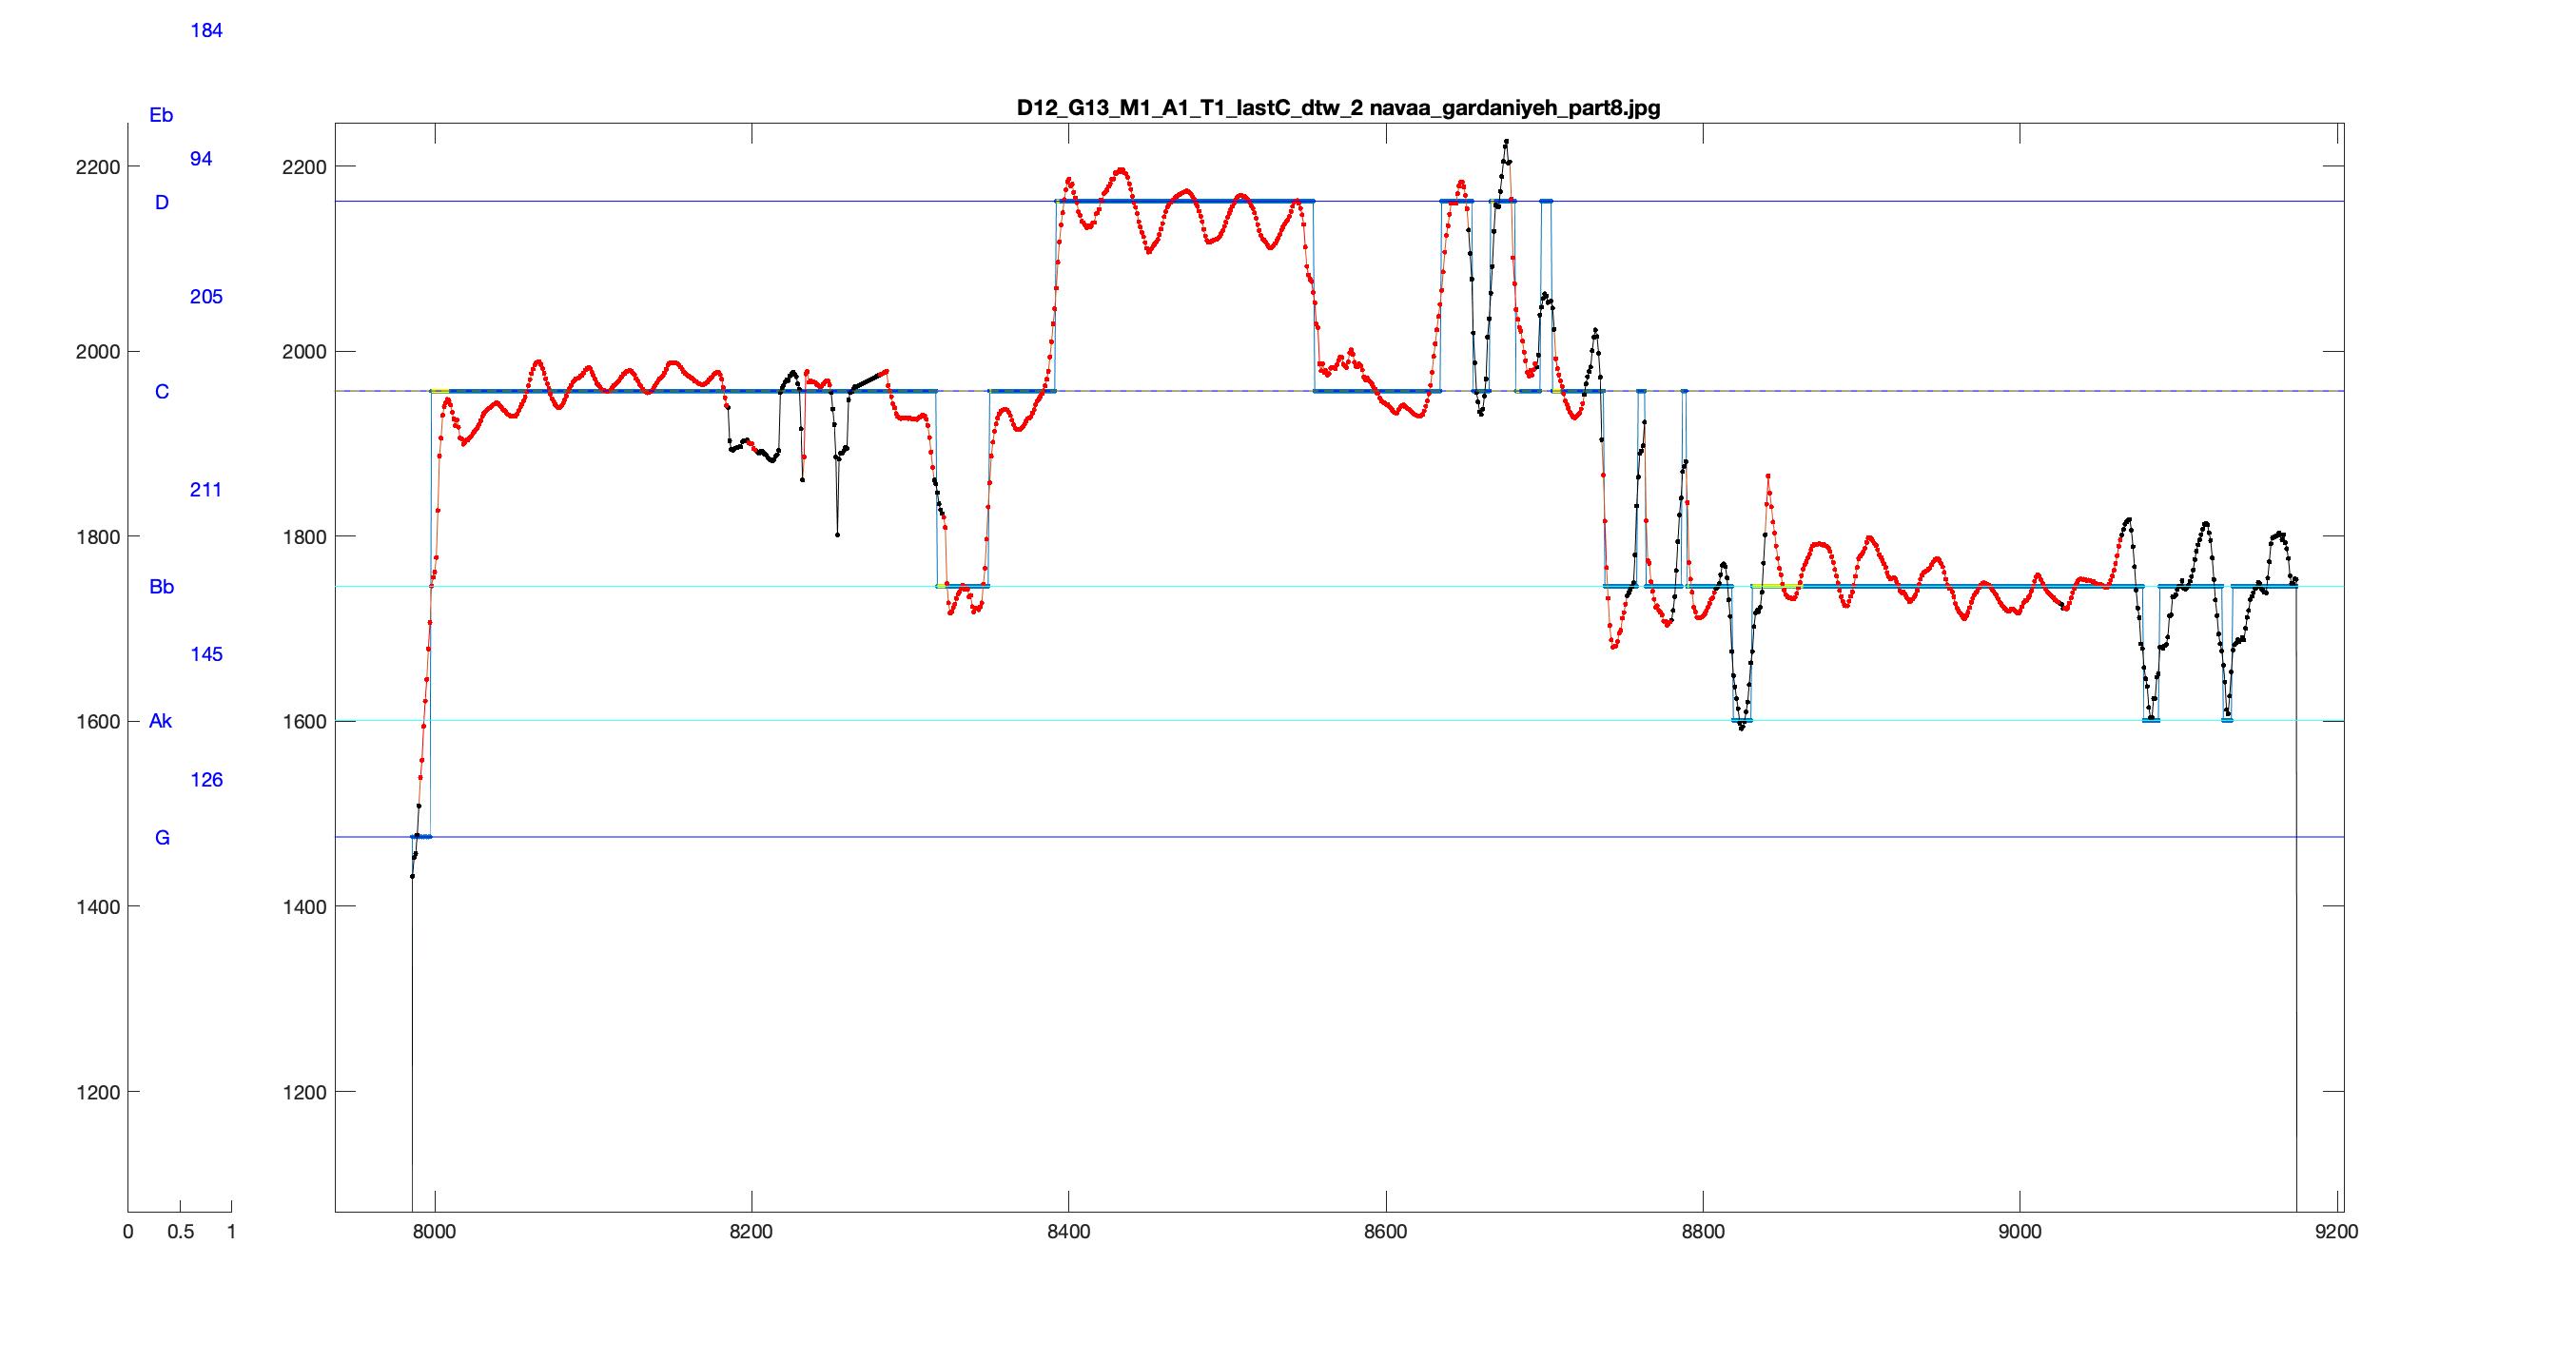 184
D12_G13_M1_A1_T1_lastC_dtw_2 navaa_gardaniyeh_part8.jpg
Eb
94
2200 2200
D
205
2000 2000
C
211
1800 1800
Bb
145
1600 Ak 1600
126
G
1400 1400
1200 1200
0 0.5 1 8000 8200 8400 8600 8800 9000 9200